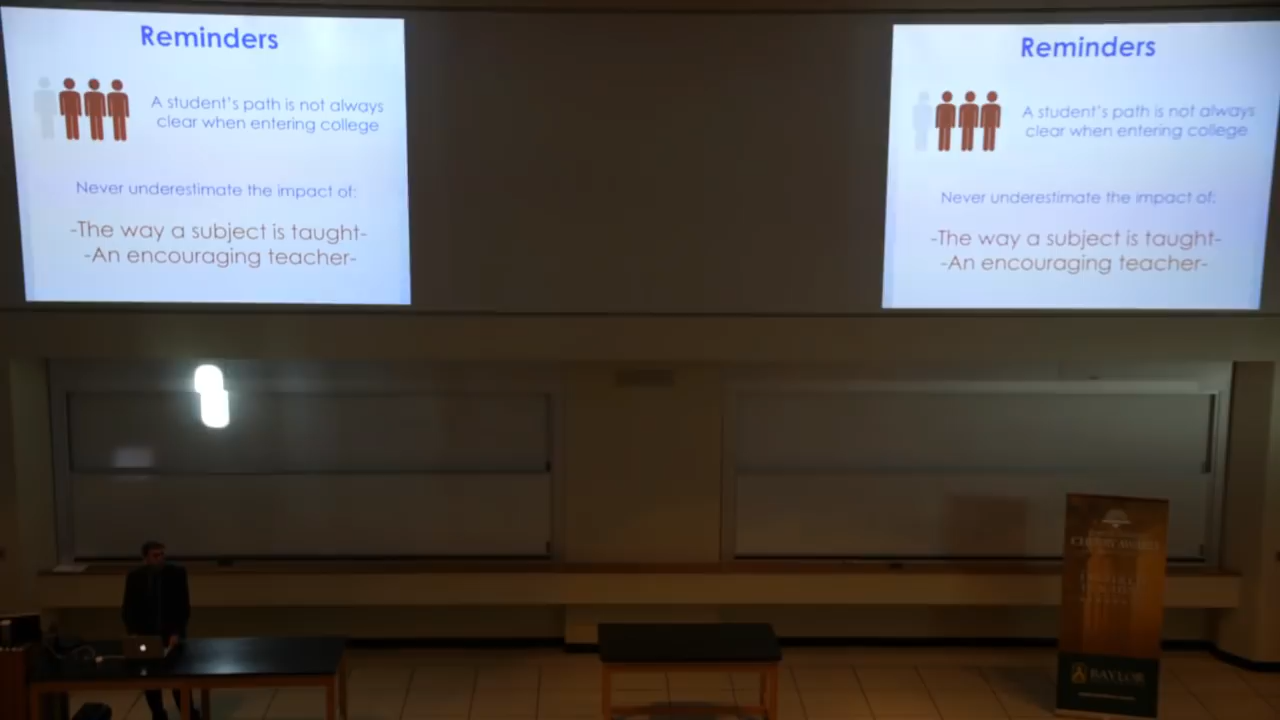 Reminders
A student's path is not always
clear when entering college
Never underestimate the impact of:
-The way a subject is taught-
-An encouraging teacher-
Reminders
A student's path is not always
clear when entering college
Never underestimate the impact of:
-The way a subject is taught-
-An encouraging teacher-
BAYLOR